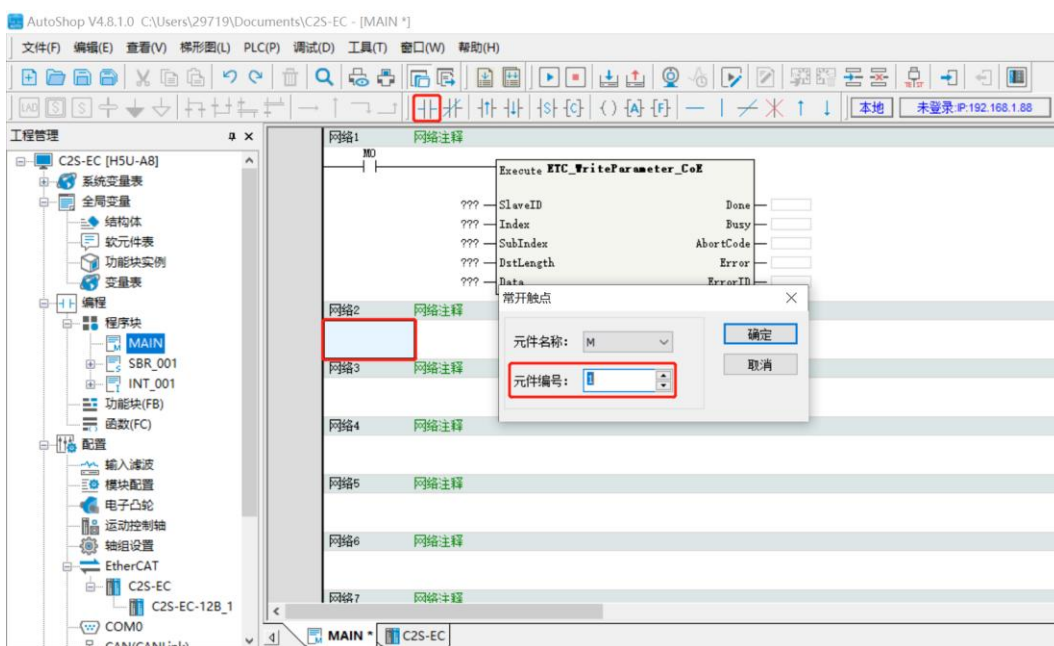 AutoShop V4.8.1.0 C:\Users\29719\Documents\C2S-EC - [MAIN *]
文件(F) 编辑(E) 查看(V) 梯形图(L) PLC(P) 调试(D) 工具(T) 窗口(W) 帮助(H)
LAD S S {S} {C} ( ) {A} {F} 本地 未登录:IP:192.168.1.88
TEST
工程管理
C2S-EC [H5U-A8]
系统变量表
全局变量
结构体
软元件表
功能块实例
变量表
编程
程序块
MAIN
SBR_001
INT_001
功能块(FB)
函数(FC)
配置
输入滤波
模块配置
电子凸轮
运动控制轴
轴组设置
EtherCAT
C2S-EC
C2S-EC-12B_1
COM0
CAN(CANLink)
网络1 网络注释
M0
Execute ETC_WriteParameter_CoE
??? SlaveID Done
??? Index Busy
??? SubIndex AbortCode
??? DstLength Error
??? Data ErrorID
网络2 网络注释
网络3 网络注释
网络4 网络注释
网络5 网络注释
网络6 网络注释
网络7 网络注释
常开触点
元件名称: M 确定
元件编号: 1 取消
MAIN * C2S-EC